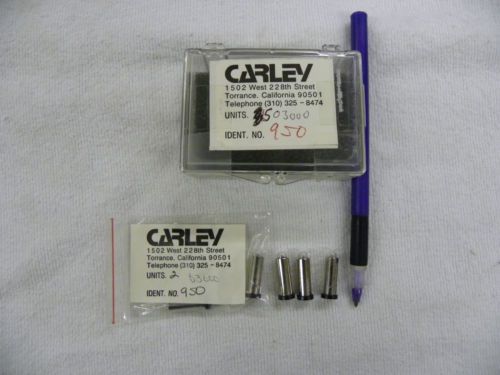 CARLEY
1502 West 228th Street
Torrance, California 90501
Telephone (310) 325-8474
UNITS. 503000
IDENT. NO. 950
CARLEY
1502 West 228th Street
Torrance, California 90501
Telephone (310) 325-8474
UNITS. 2
IDENT. NO. 950